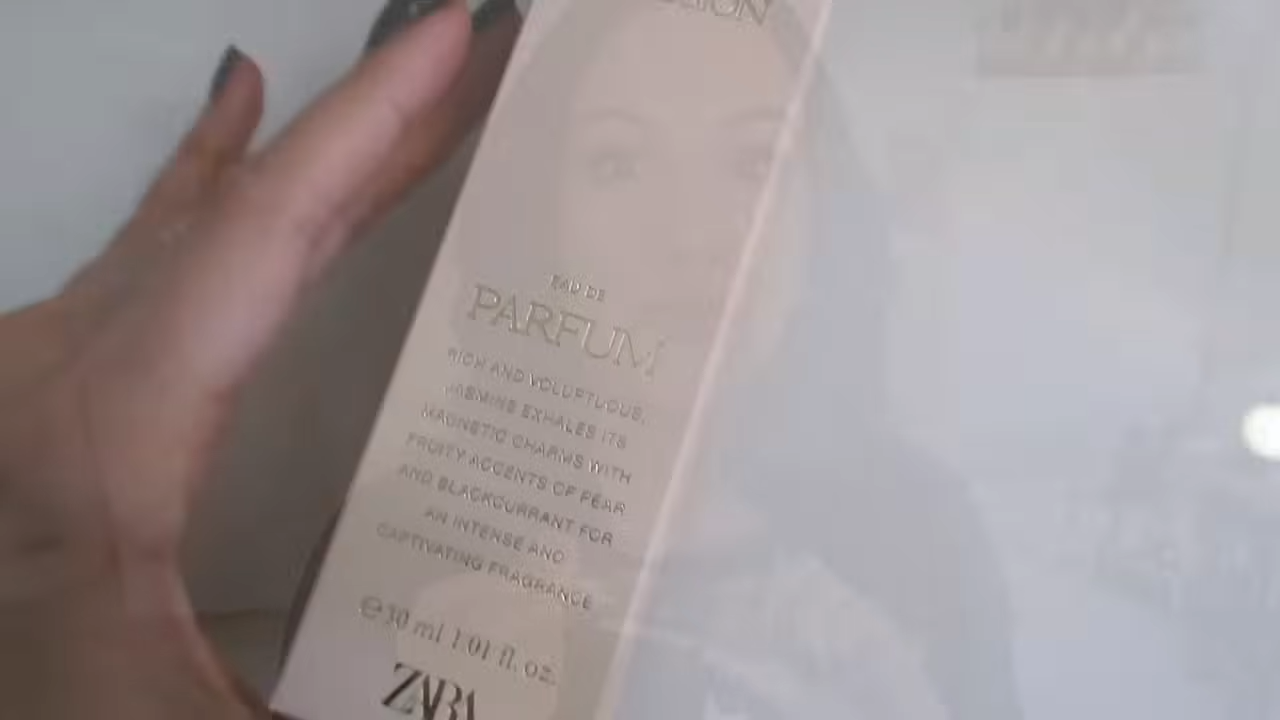 EAU DE
PARFUM
RICH AND VOLUPTUOUS,
JASMINE EXHALES ITS
MAGNETIC CHARMS WITH
FRUITY ACCENTS OF PEAR
AND BLACKCURRANT FOR
AN INTENSE AND
CAPTIVATING FRAGRANCE
e 30 ml 1.01 fl. oz.
ZARA